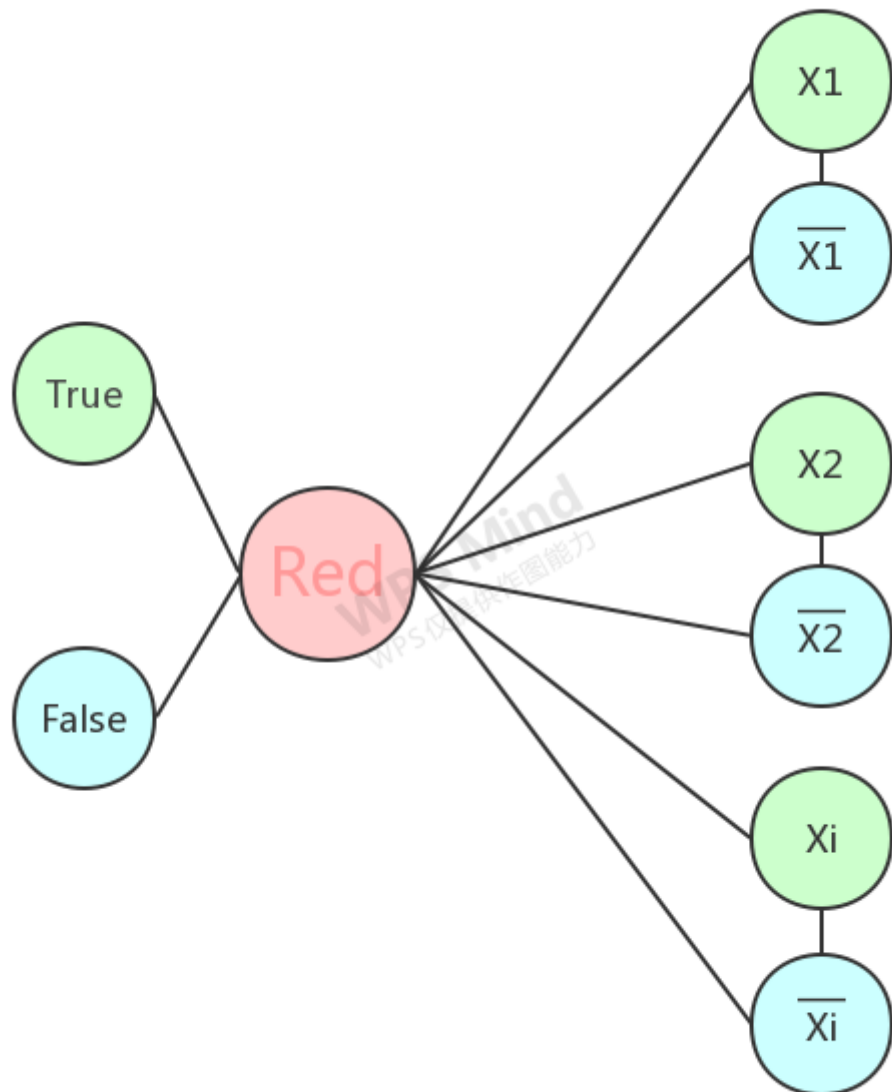 X1
X1
True
X2
Red
X2
False
Xi
Xi
WPS Mind
WPS仅提供作图能力